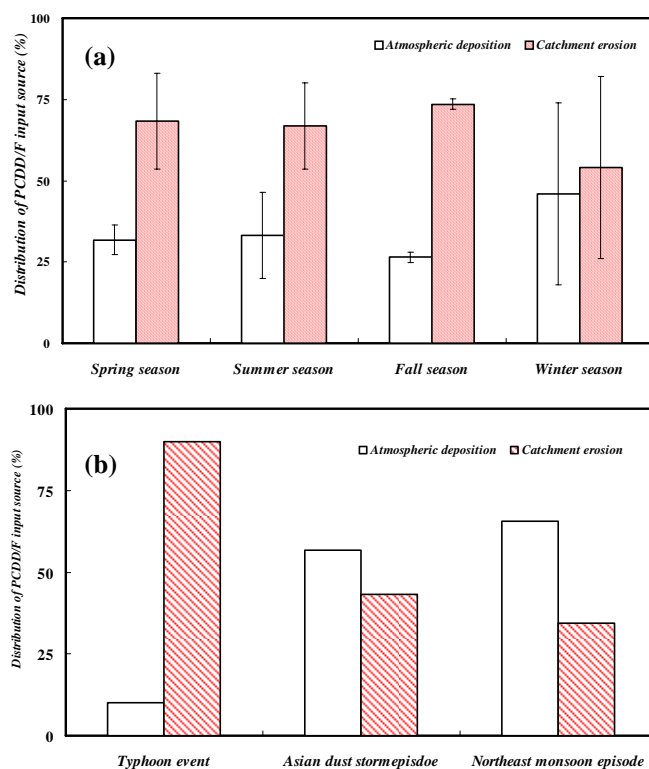 100
75
50
25
0
Distribution of PCDD/F input source (%)
(a)
Atmospheric deposition
Catchment erosion
Spring season
Summer season
Fall season
Winter season
100
75
50
25
0
Distribution of PCDD/F input source (%)
(b)
Atmospheric deposition
Catchment erosion
Typhoon event
Asian dust stormepisdoe
Northeast monsoon episode